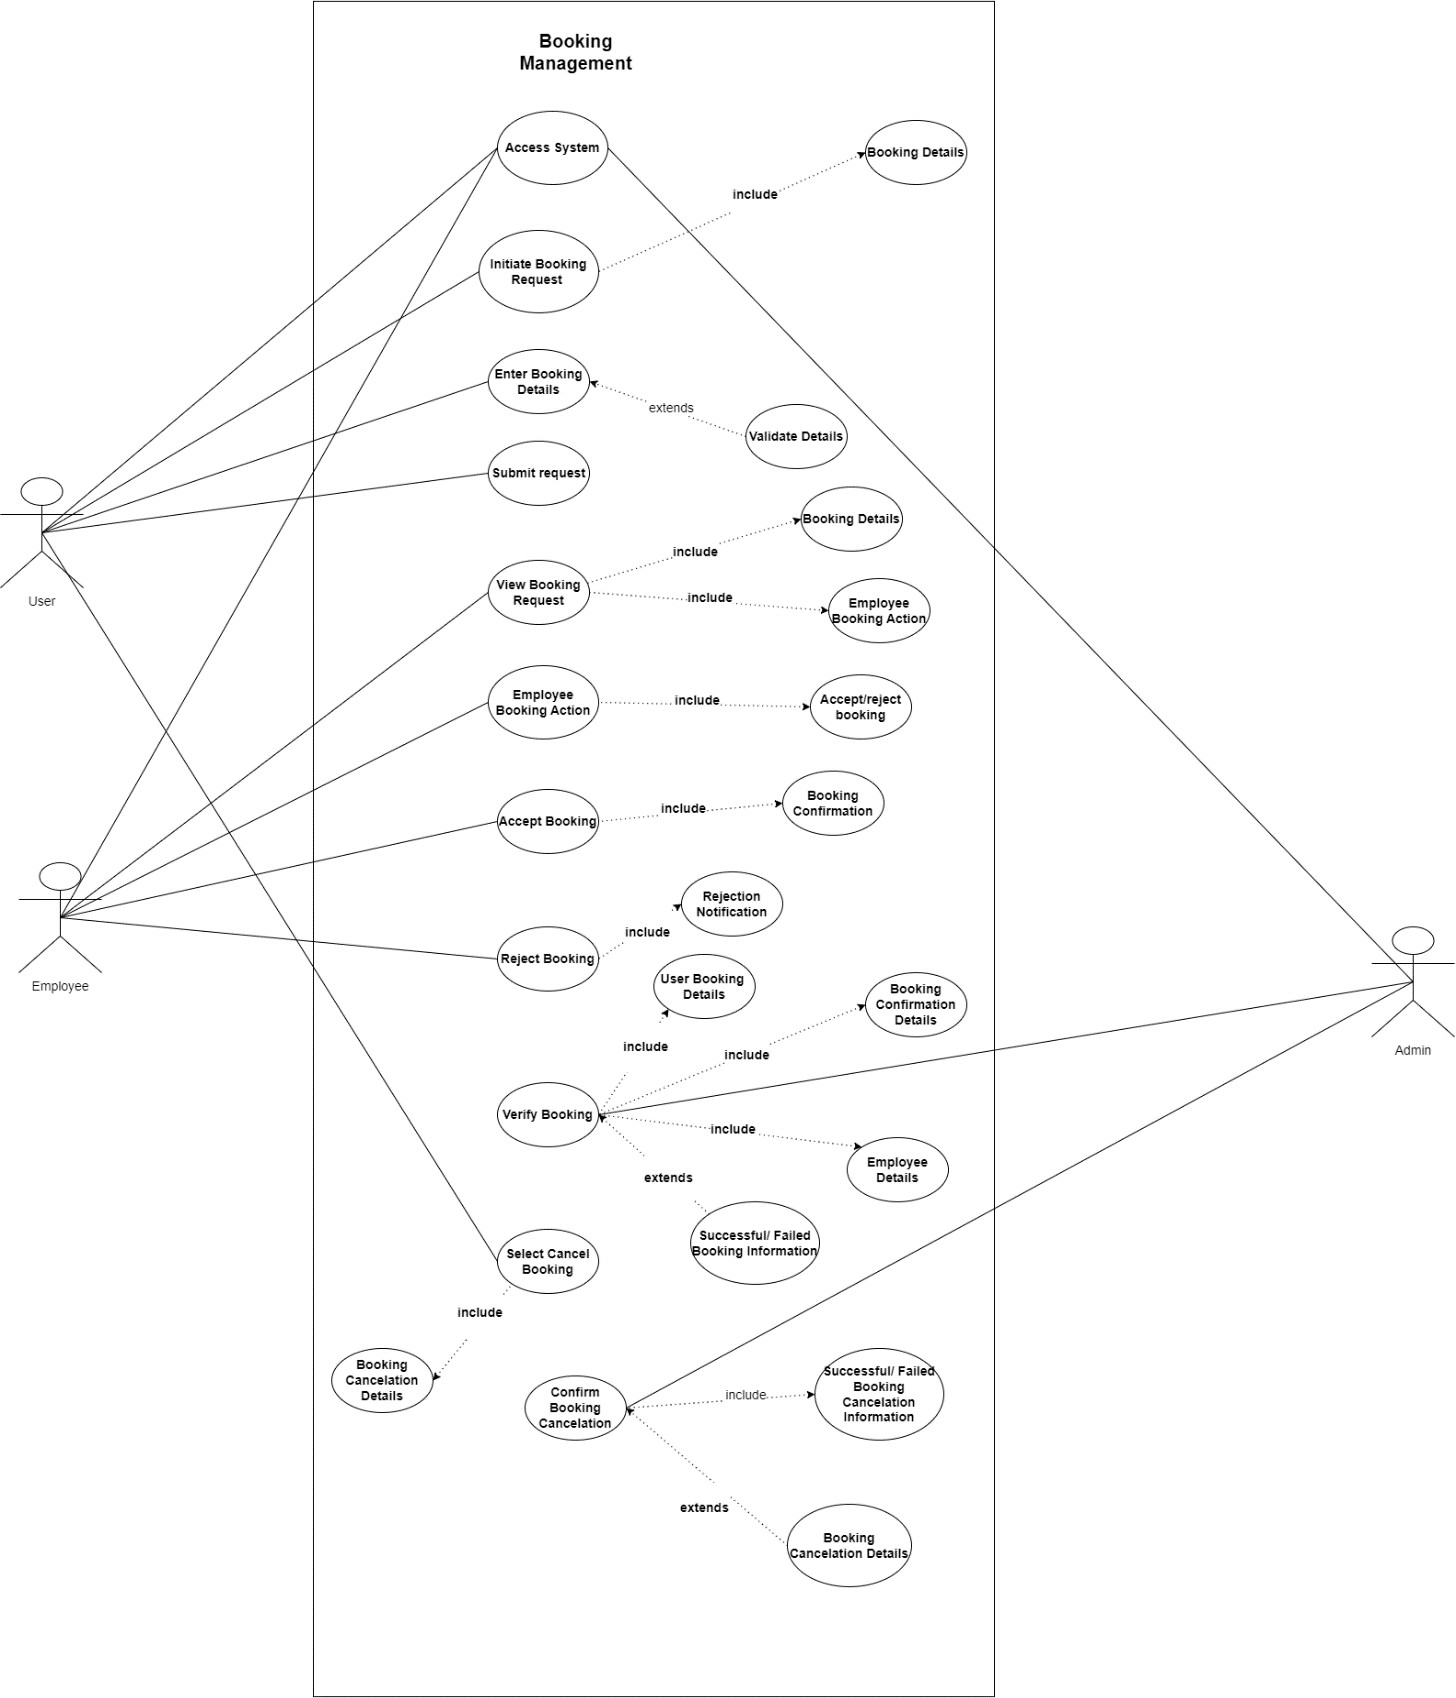 Booking
Management
Access System
Booking Details
include
Initiate Booking
Request
Enter Booking
Details
extends
Validate Details
Submit request
Booking Details
include
View Booking
Request
include
Employee
Booking Action
User
Employee
Booking Action
include
Accept/reject
booking
Booking
Confirmation
include
Accept Booking
Rejection
Notification
include
Reject Booking
Employee
User Booking
Details
Booking
Confirmation
Details
include
include
Admin
Verify Booking
include
Employee
Details
extends
Successful/ Failed
Booking Information
Select Cancel
Booking
include
Booking
Cancelation
Details
Confirm
Booking
Cancelation
include
Successful/ Failed
Booking
Cancelation
Information
extends
Booking
Cancelation Details